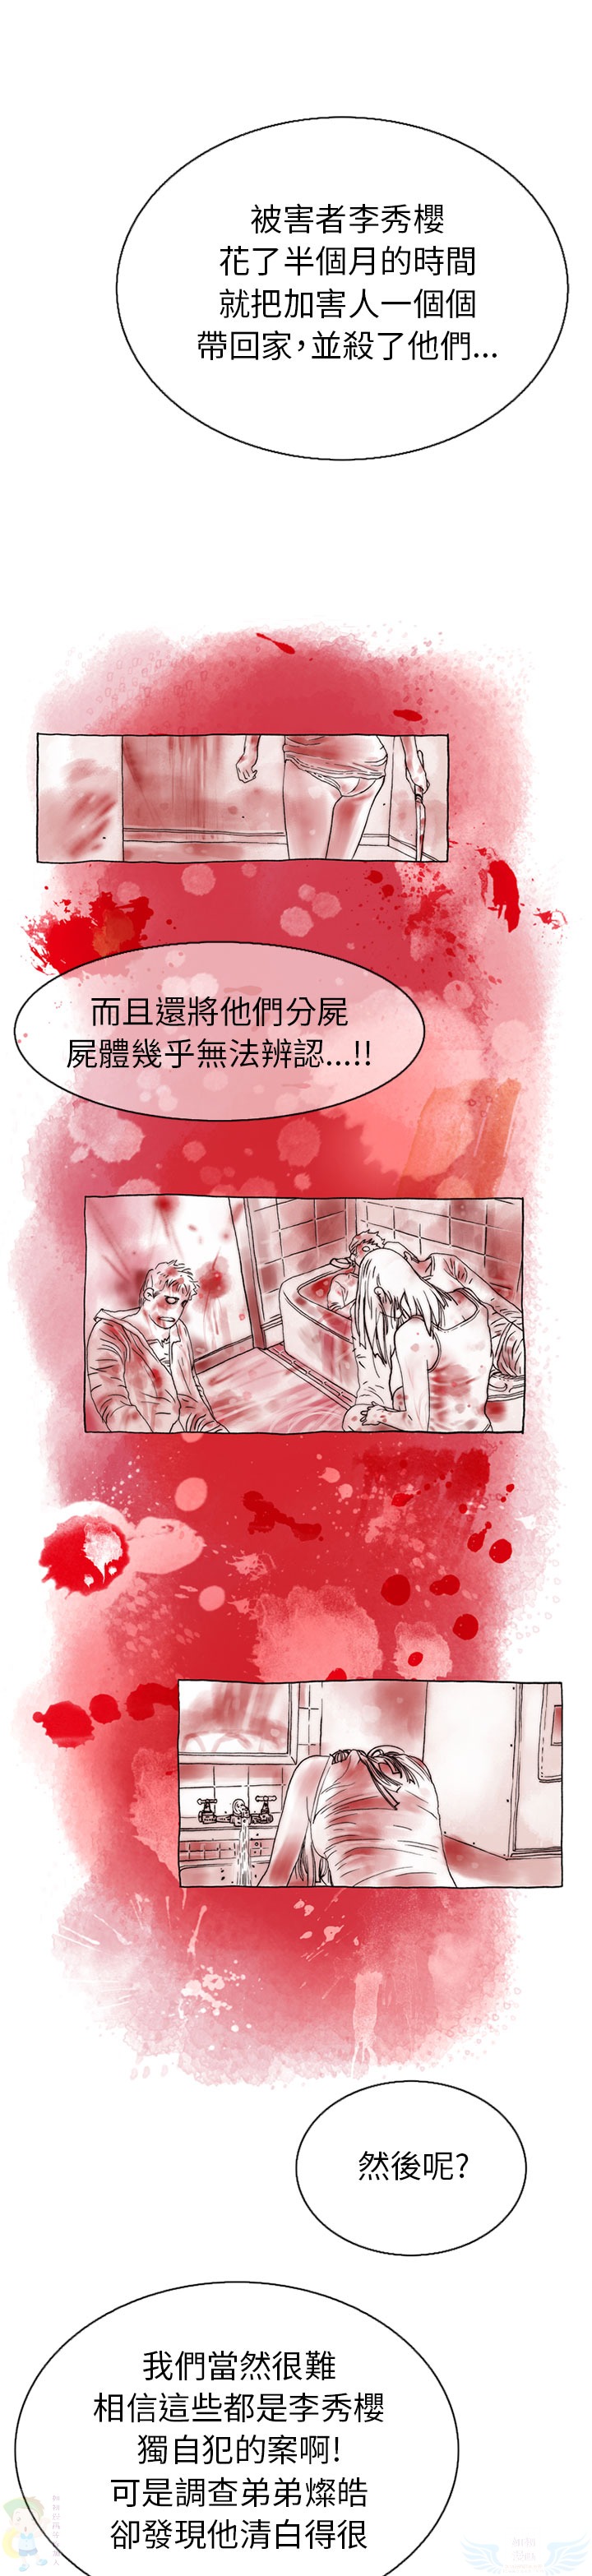 被害者李秀櫻
花了半個月的時間
就把加害人一個個
帶回家，並殺了他們...
而且還將他們分屍
屍體幾乎無法辨認...!!
然後呢?
我們當然很難
相信這些都是李秀櫻
獨自犯的案啊!
可是調查弟弟燦皓
卻發現他清白得很